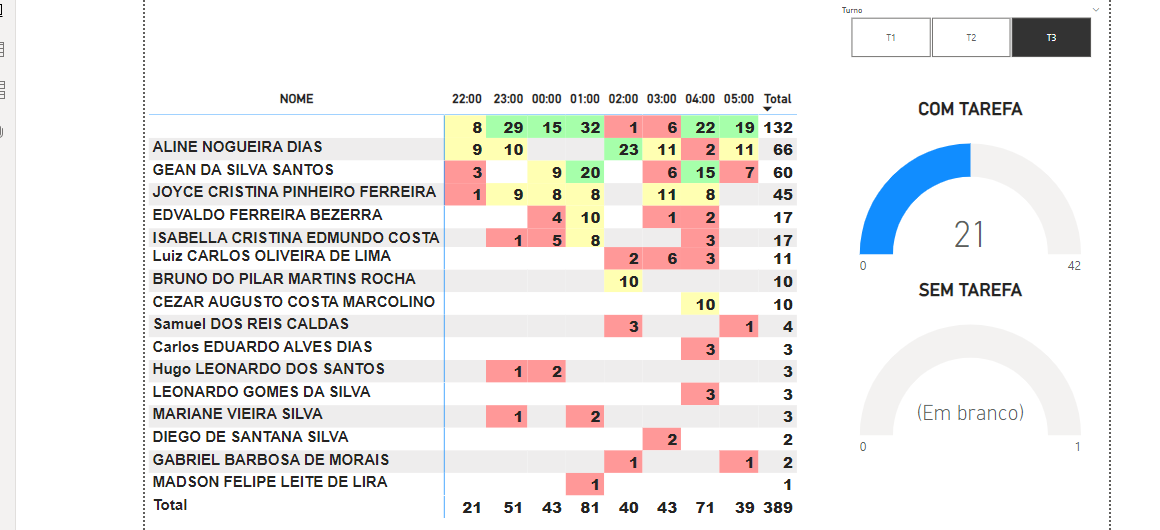 Turno
T1 T2 T3
NOME 22:00 23:00 00:00 01:00 02:00 03:00 04:00 05:00 Total
8 29 15 32 1 6 22 19 132
ALINE NOGUEIRA DIAS 9 10 23 11 2 11 66
GEAN DA SILVA SANTOS 3 9 20 6 15 7 60
JOYCE CRISTINA PINHEIRO FERREIRA 1 9 8 8 11 8 45
EDVALDO FERREIRA BEZERRA 4 10 1 2 17
ISABELLA CRISTINA EDMUNDO COSTA 1 5 8 3 17
Luiz CARLOS OLIVEIRA DE LIMA 2 6 3 11
BRUNO DO PILAR MARTINS ROCHA 10 10
CEZAR AUGUSTO COSTA MARCOLINO 10 10
Samuel DOS REIS CALDAS 3 1 4
Carlos EDUARDO ALVES DIAS 3 3
Hugo LEONARDO DOS SANTOS 1 2 3
LEONARDO GOMES DA SILVA 3 3
MARIANE VIEIRA SILVA 1 2 3
DIEGO DE SANTANA SILVA 2 2
GABRIEL BARBOSA DE MORAIS 1 1 2
MADSON FELIPE LEITE DE LIRA 1 1
Total 21 51 43 81 40 43 71 39 389
COM TAREFA
21
0 42
SEM TAREFA
(Em branco)
0 1